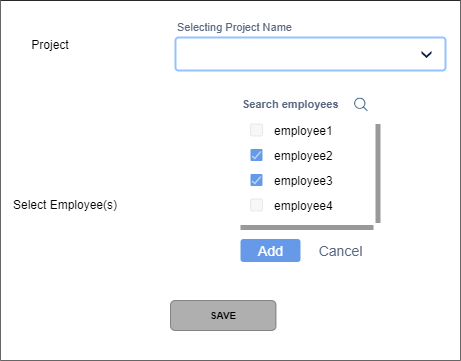 Selecting Project Name
Project
Search employees
employee1
employee2
employee3
Select Employee(s)
employee4
Add Cancel
SAVE